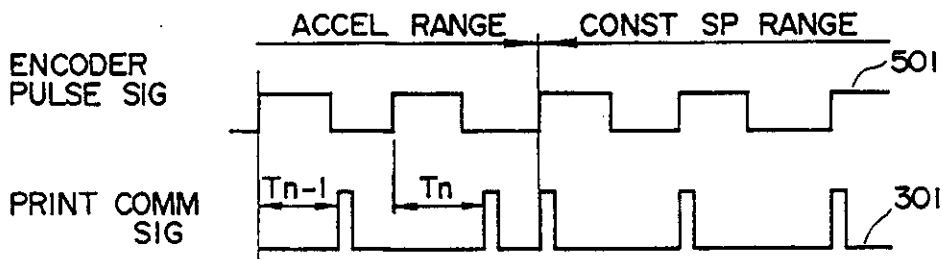 ACCEL RANGE CONST SP RANGE
ENCODER
PULSE SIG
501
Tn-1 Tn
PRINT COMM
SIG
301